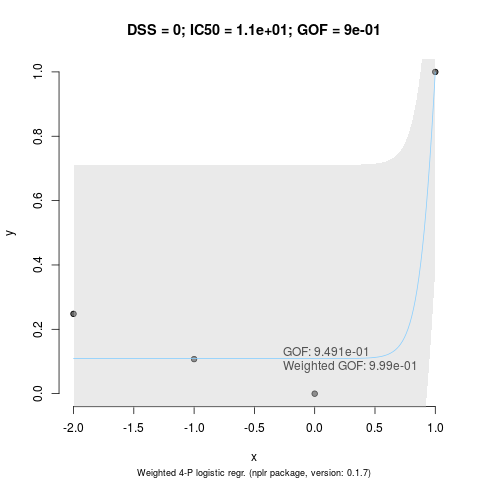 DSS = 0; IC50 = 1.1e+01; GOF = 9e-01
1.0
0.8
0.6
y
0.4
0.2
0.0
GOF: 9.491e-01
Weighted GOF: 9.99e-01
-2.0 -1.5 -1.0 -0.5 0.0 0.5 1.0
x
Weighted 4-P logistic regr. (nplr package, version: 0.1.7)